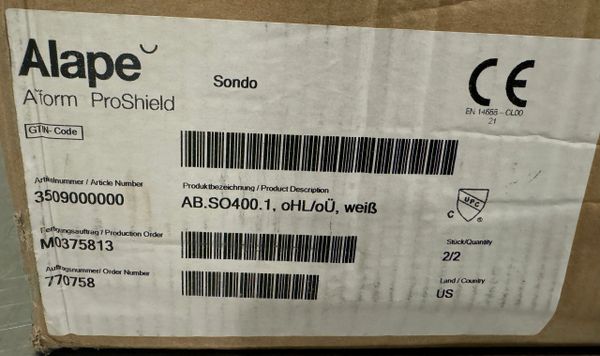 Alape
Sondo
A'form ProShield
CE
EN 14688 - CL00
21
GTIN-Code
Artikelnummer / Article Number
3509000000
Produktbezeichnung / Product Description
AB.SO400.1, oHL/oÜ, weiß
C UPC ®
Fertigungsauftrag / Production Order
M0375813
Stück/Quantity
2/2
Auftragsnummer/ Order Number
770758
Land / Country
US